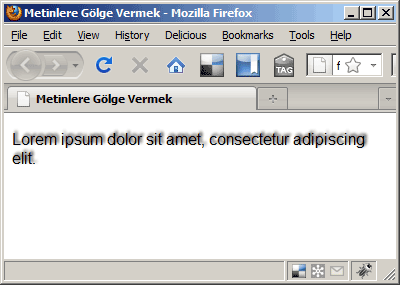 Metinlere Gölge Vermek - Mozilla Firefox
File Edit View History Delicious Bookmarks Tools Help
TAG f
Metinlere Gölge Vermek
Lorem ipsum dolor sit amet, consectetur adipiscing
elit.